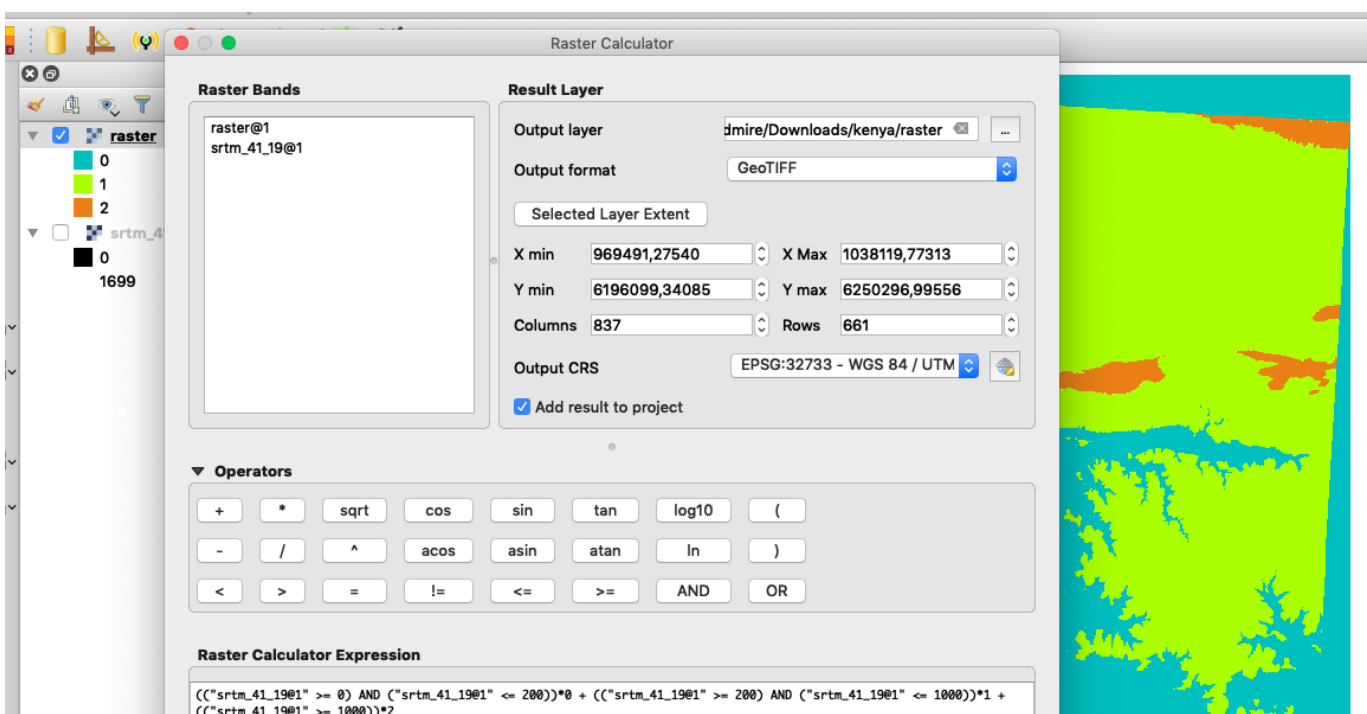 Raster Calculator
Raster Bands
raster@1
srtm_41_19@1
Result Layer
Output layer dmire/Downloads/kenya/raster ...
Output format GeoTIFF
Selected Layer Extent
X min 969491,27540 X Max 1038119,77313
Y min 6196099,34085 Y max 6250296,99556
Columns 837 Rows 661
Output CRS EPSG:32733 - WGS 84 / UTM
Add result to project
raster
0
1
2
srtm_4
0
1699
Operators
+ * sqrt cos sin tan log10 (
- / ^ acos asin atan ln )
< > = != <= >= AND OR
Raster Calculator Expression
(("srtm_41_19@1" >= 0) AND ("srtm_41_19@1" <= 200))*0 + (("srtm_41_19@1" >= 200) AND ("srtm_41_19@1" <= 1000))*1 +
(("srtm_41_19@1" >= 1000))*2